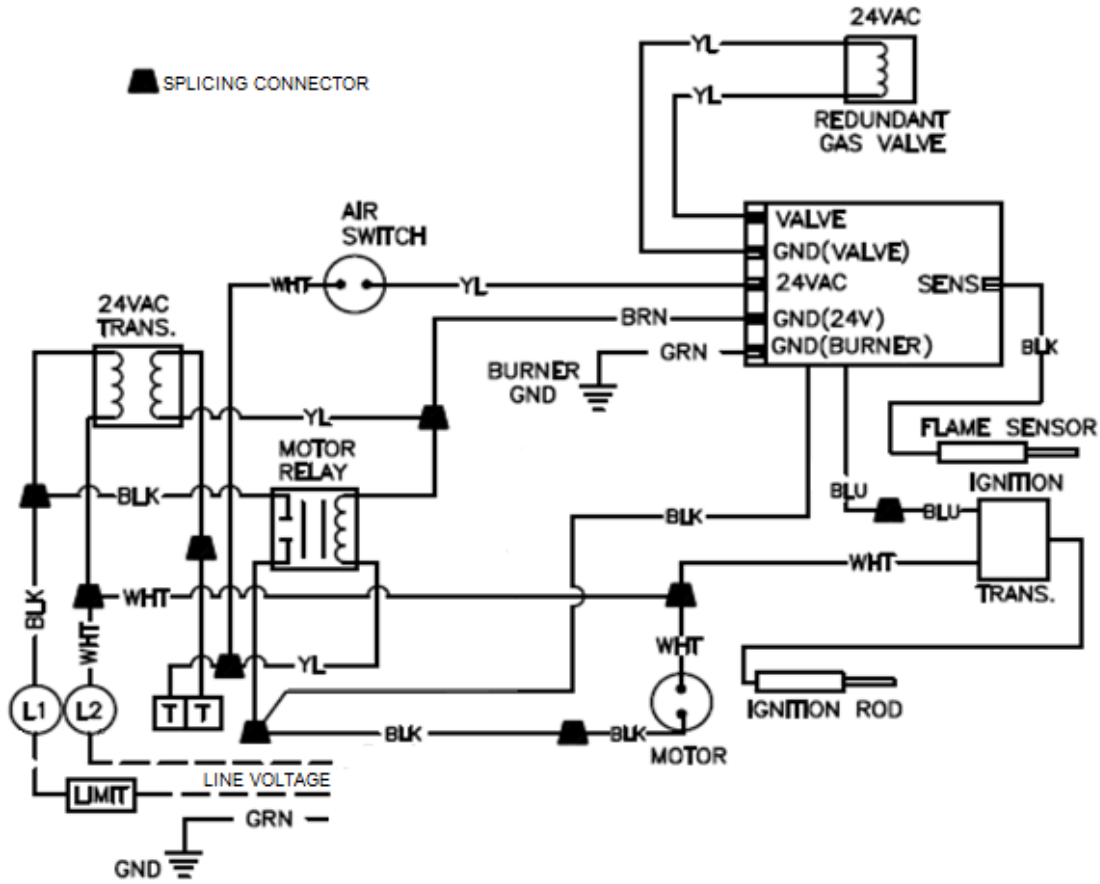 24VAC
SPLICING CONNECTOR
YL
YL
REDUNDANT
GAS VALVE
AIR
SWITCH
VALVE
GND(VALVE)
WHT
YL
24VAC
SENS
24VAC
TRANS.
BRN
GND(24V)
GRN
GND(BURNER)
BLK
BURNER
GND
YL
FLAME SENSOR
MOTOR
RELAY
BLK
BLU
IGNITION
BLK
BLU
WHT
TRANS.
BLK
WHT
WHT
WHT
YL
L1
L2
T
T
IGNITION ROD
BLK
BLK
MOTOR
LINE VOLTAGE
LIMIT
GRN
GND